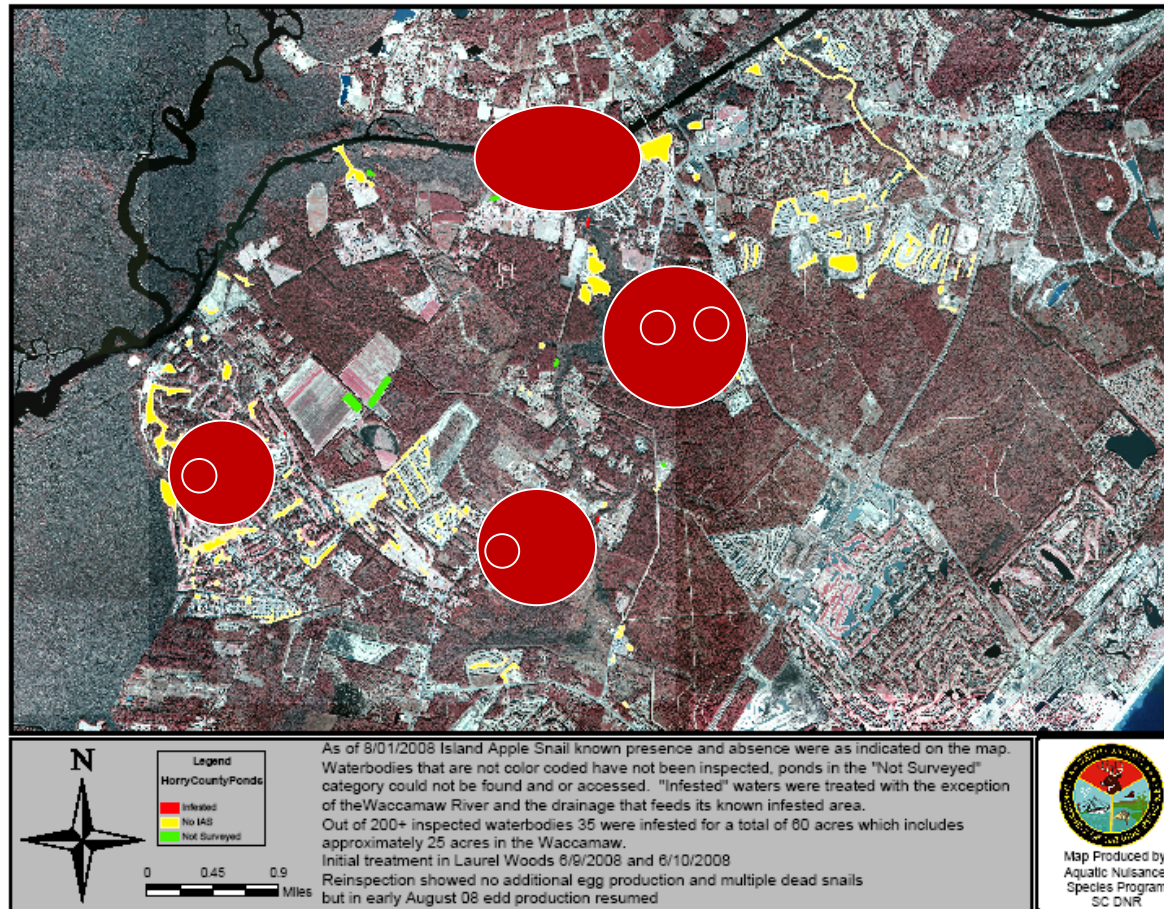 As of 8/01/2008 Island Apple Snail known presence and absence were as indicated on the map.
Waterbodies that are not color coded have not been inspected, ponds in the "Not Surveyed"
category could not be found and or accessed. "Infested" waters were treated with the exception
of theWaccamaw River and the drainage that feeds its known infested area.
Out of 200+ inspected waterbodies 35 were infested for a total of 60 acres which includes
approximately 25 acres in the Waccamaw.
Initial treatment in Laurel Woods 6/9/2008 and 6/10/2008
Reinspection showed no additional egg production and multiple dead snails
but in early August 08 edd production resumed
N
Legend
HorryCountyPonds
Infested
No IAS
Not Surveyed
0 0.45 0.9
Miles
Map Produced by
Aquatic Nuisance
Species Program
SC DNR